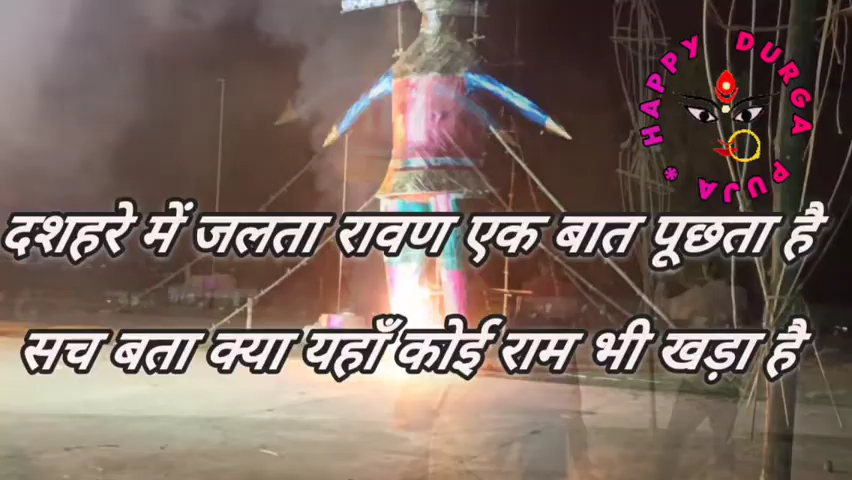 HAPPY DURGA PUJA *
दशहरे में जलता रावण एक बात पूछता है
सच बता क्या यहाँ कोई राम भी खड़ा है